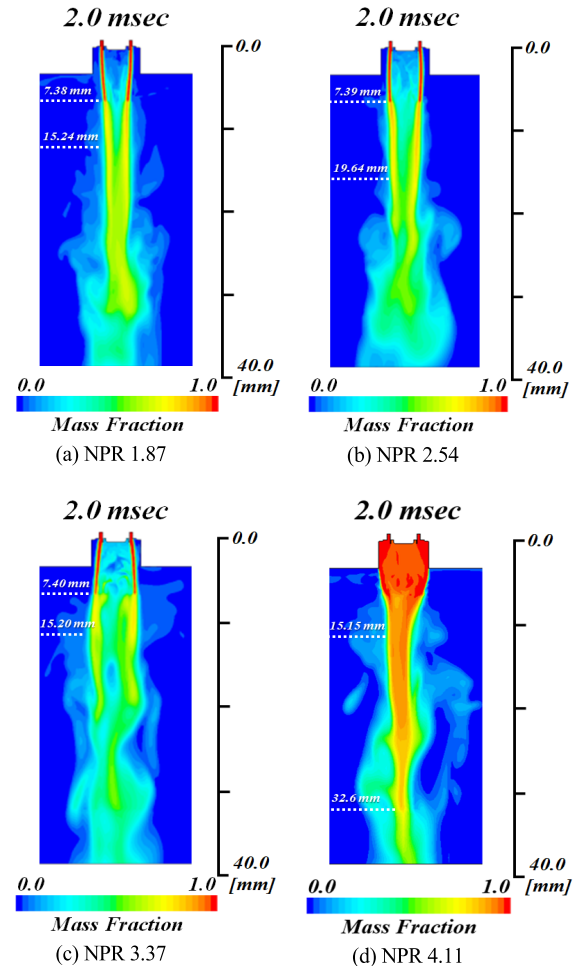 2.0 msec
0.0
7.38 mm
15.24 mm
40.0
[mm]
0.0 1.0
Mass Fraction
(a) NPR 1.87
2.0 msec
0.0
7.39 mm
19.64 mm
40.0
[mm]
0.0 1.0
Mass Fraction
(b) NPR 2.54
2.0 msec
0.0
7.40 mm
15.20 mm
40.0
[mm]
0.0 1.0
Mass Fraction
(c) NPR 3.37
2.0 msec
0.0
15.15 mm
32.6 mm
40.0
[mm]
0.0 1.0
Mass Fraction
(d) NPR 4.11